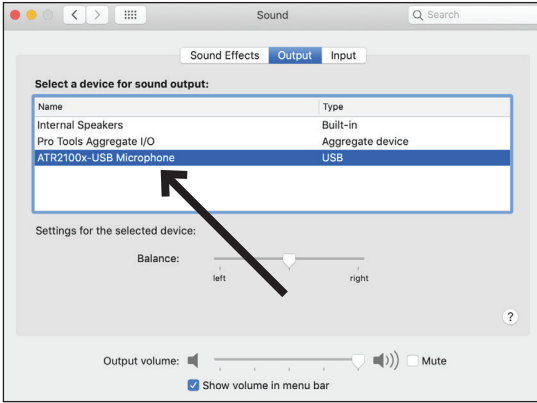 Sound
Search
Sound Effects Output Input
Select a device for sound output:
Name Type
Internal Speakers Built-in
Pro Tools Aggregate I/O Aggregate device
ATR2100x-USB Microphone USB
Settings for the selected device:
Balance:
left right
?
Output volume: Mute
Show volume in menu bar